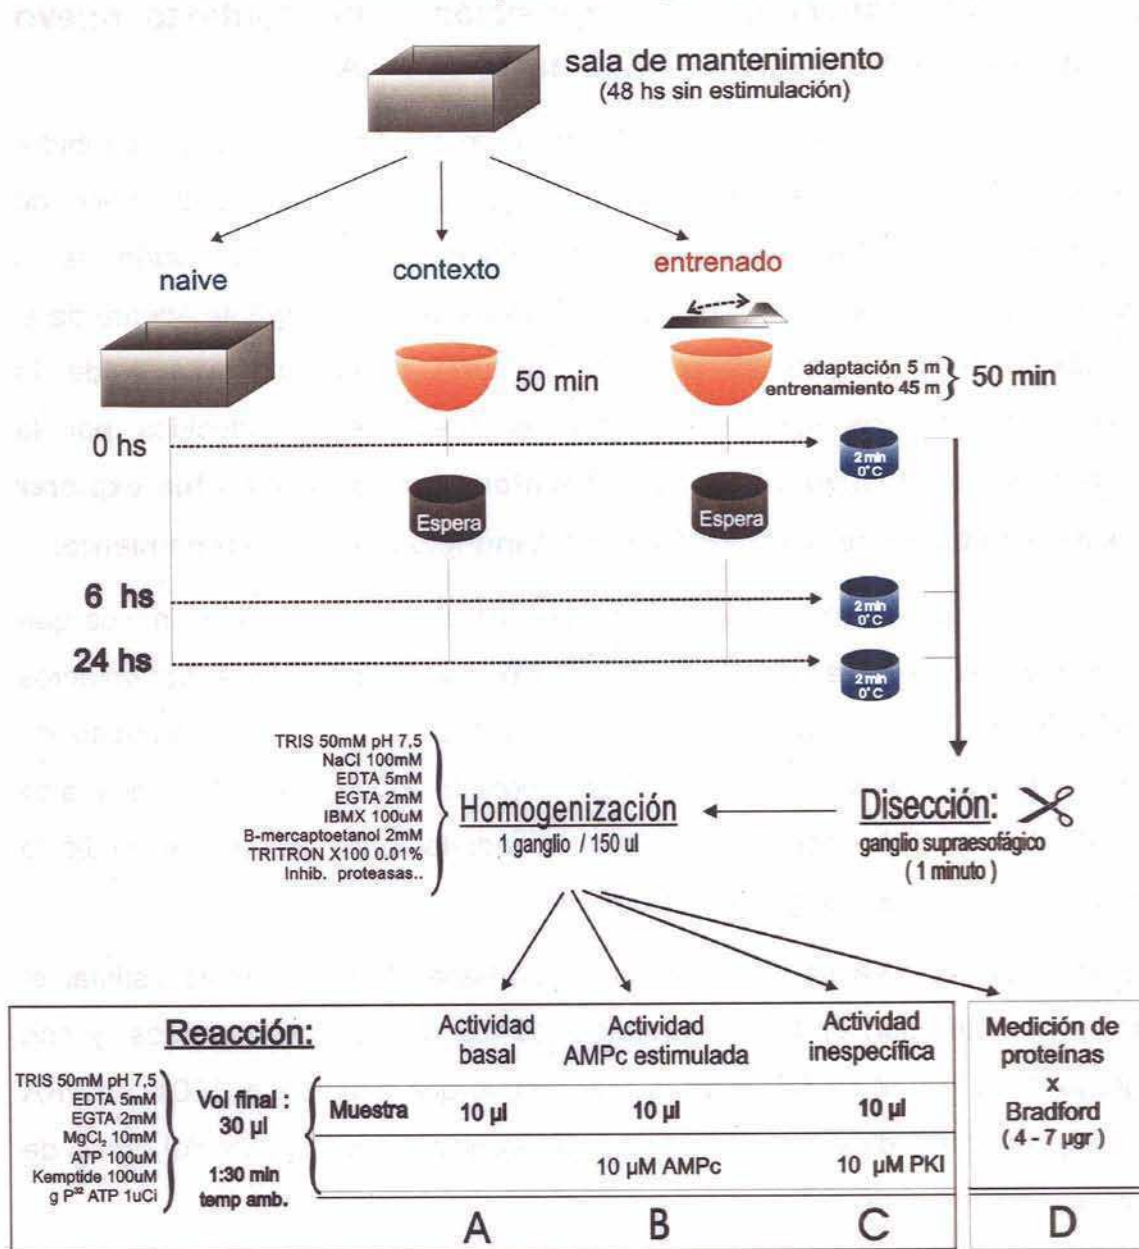 sala de mantenimiento
(48 hs sin estimulación)
naive
contexto
entrenado
50 min
adaptación 5 m
entrenamiento 45 m
50 min
0 hs
2 min
0° C
Espera
Espera
6 hs
2 min
0° C
24 hs
2 min
0° C
TRIS 50mM pH 7,5
NaCl 100mM
EDTA 5mM
EGTA 2mM
IBMX 100uM
B-mercaptoetanol 2mM
TRITRON X100 0.01%
Inhib. proteasas..
Homogenización
1 ganglio / 150 ul
Disección:
ganglio supraesofágico
( 1 minuto )
Reacción:
TRIS 50mM pH 7,5
EDTA 5mM
EGTA 2mM
MgCl₂ 10mM
ATP 100uM
Kemptide 100uM
g P³² ATP 1uCi
Vol final :
30 µl
1:30 min
temp amb.
Actividad
basal
Actividad
AMPc estimulada
Actividad
inespecífica
Muestra
10 µl
10 µl
10 µl
10 µM AMPc
10 µM PKI
A
B
C
Medición de
proteínas
x
Bradford
( 4 - 7 µgr )
D